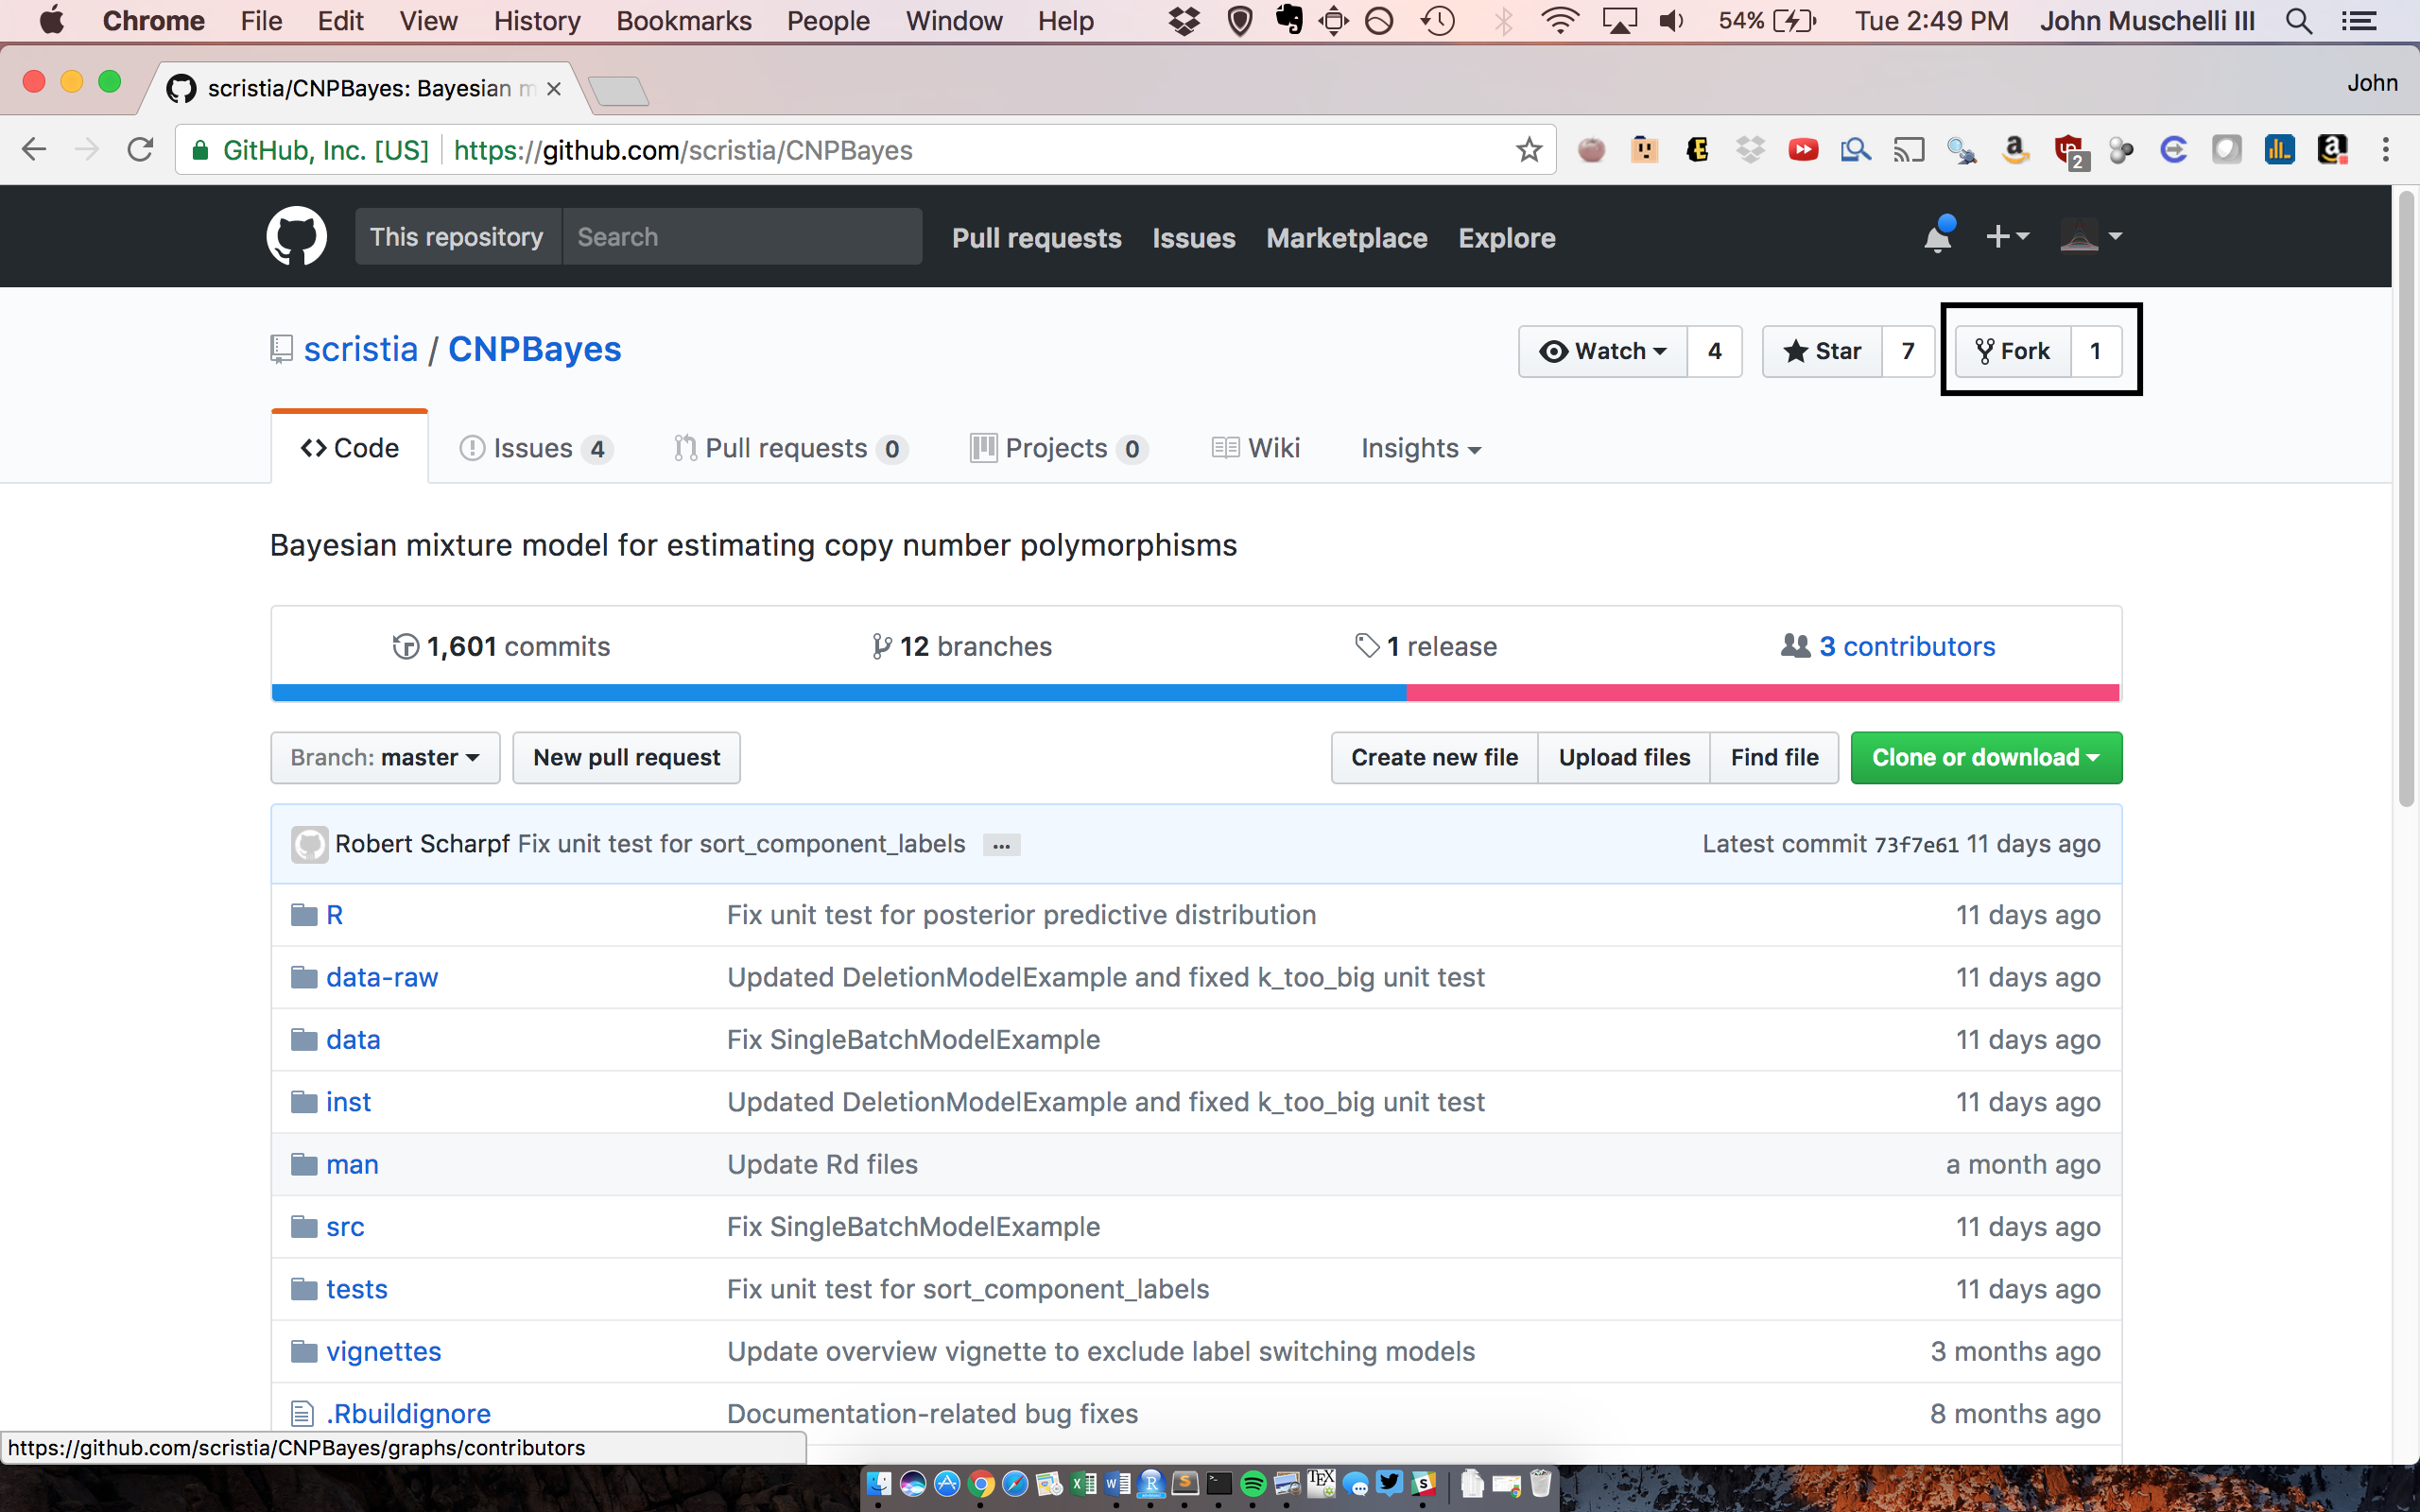 Chrome File Edit View History Bookmarks People Window Help 54% Tue 2:49 PM John Muschelli III
scristia/CNPBayes: Bayesian m John
GitHub, Inc. [US] https://github.com/scristia/CNPBayes 2
This repository Search Pull requests Issues Marketplace Explore
scristia / CNPBayes Watch 4 Star 7 Fork 1
Code Issues 4 Pull requests 0 Projects 0 Wiki Insights
Bayesian mixture model for estimating copy number polymorphisms
1,601 commits 12 branches 1 release 3 contributors
Branch: master New pull request Create new file Upload files Find file Clone or download
Robert Scharpf Fix unit test for sort_component_labels … Latest commit 73f7e61 11 days ago
R Fix unit test for posterior predictive distribution 11 days ago
data-raw Updated DeletionModelExample and fixed k_too_big unit test 11 days ago
data Fix SingleBatchModelExample 11 days ago
inst Updated DeletionModelExample and fixed k_too_big unit test 11 days ago
man Update Rd files a month ago
src Fix SingleBatchModelExample 11 days ago
tests Fix unit test for sort_component_labels 11 days ago
vignettes Update overview vignette to exclude label switching models 3 months ago
.Rbuildignore Documentation-related bug fixes 8 months ago
https://github.com/scristia/CNPBayes/graphs/contributors